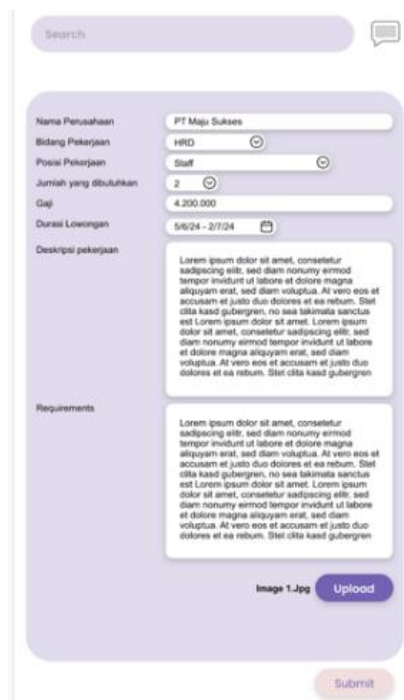 Search
Nama Perusahaan PT Maju Sukses
Bidang Pekerjaan HRD
Posisi Pekerjaan Staff
Jumlah yang dibutuhkan 2
Gaji 4.200.000
Durasi Lowongan 5/6/24 - 2/7/24
Deskripsi pekerjaan
Lorem ipsum dolor sit amet, consetetur
sadipscing elitr, sed diam nonumy eirmod
tempor invidunt ut labore et dolore magna
aliquyam erat, sed diam voluptua. At vero eos et
accusam et justo duo dolores et ea rebum. Stet
clita kasd gubergren, no sea takimata sanctus
est Lorem ipsum dolor sit amet. Lorem ipsum
dolor sit amet, consetetur sadipscing elitr, sed
diam nonumy eirmod tempor invidunt ut labore
et dolore magna aliquyam erat, sed diam
voluptua. At vero eos et accusam et justo duo
dolores et ea rebum. Stet clita kasd gubergren
Requirements
Lorem ipsum dolor sit amet, consetetur
sadipscing elitr, sed diam nonumy eirmod
tempor invidunt ut labore et dolore magna
aliquyam erat, sed diam voluptua. At vero eos et
accusam et justo duo dolores et ea rebum. Stet
clita kasd gubergren, no sea takimata sanctus
est Lorem ipsum dolor sit amet. Lorem ipsum
dolor sit amet, consetetur sadipscing elitr, sed
diam nonumy eirmod tempor invidunt ut labore
et dolore magna aliquyam erat, sed diam
voluptua. At vero eos et accusam et justo duo
dolores et ea rebum. Stet clita kasd gubergren
Image 1.Jpg Upload
Submit